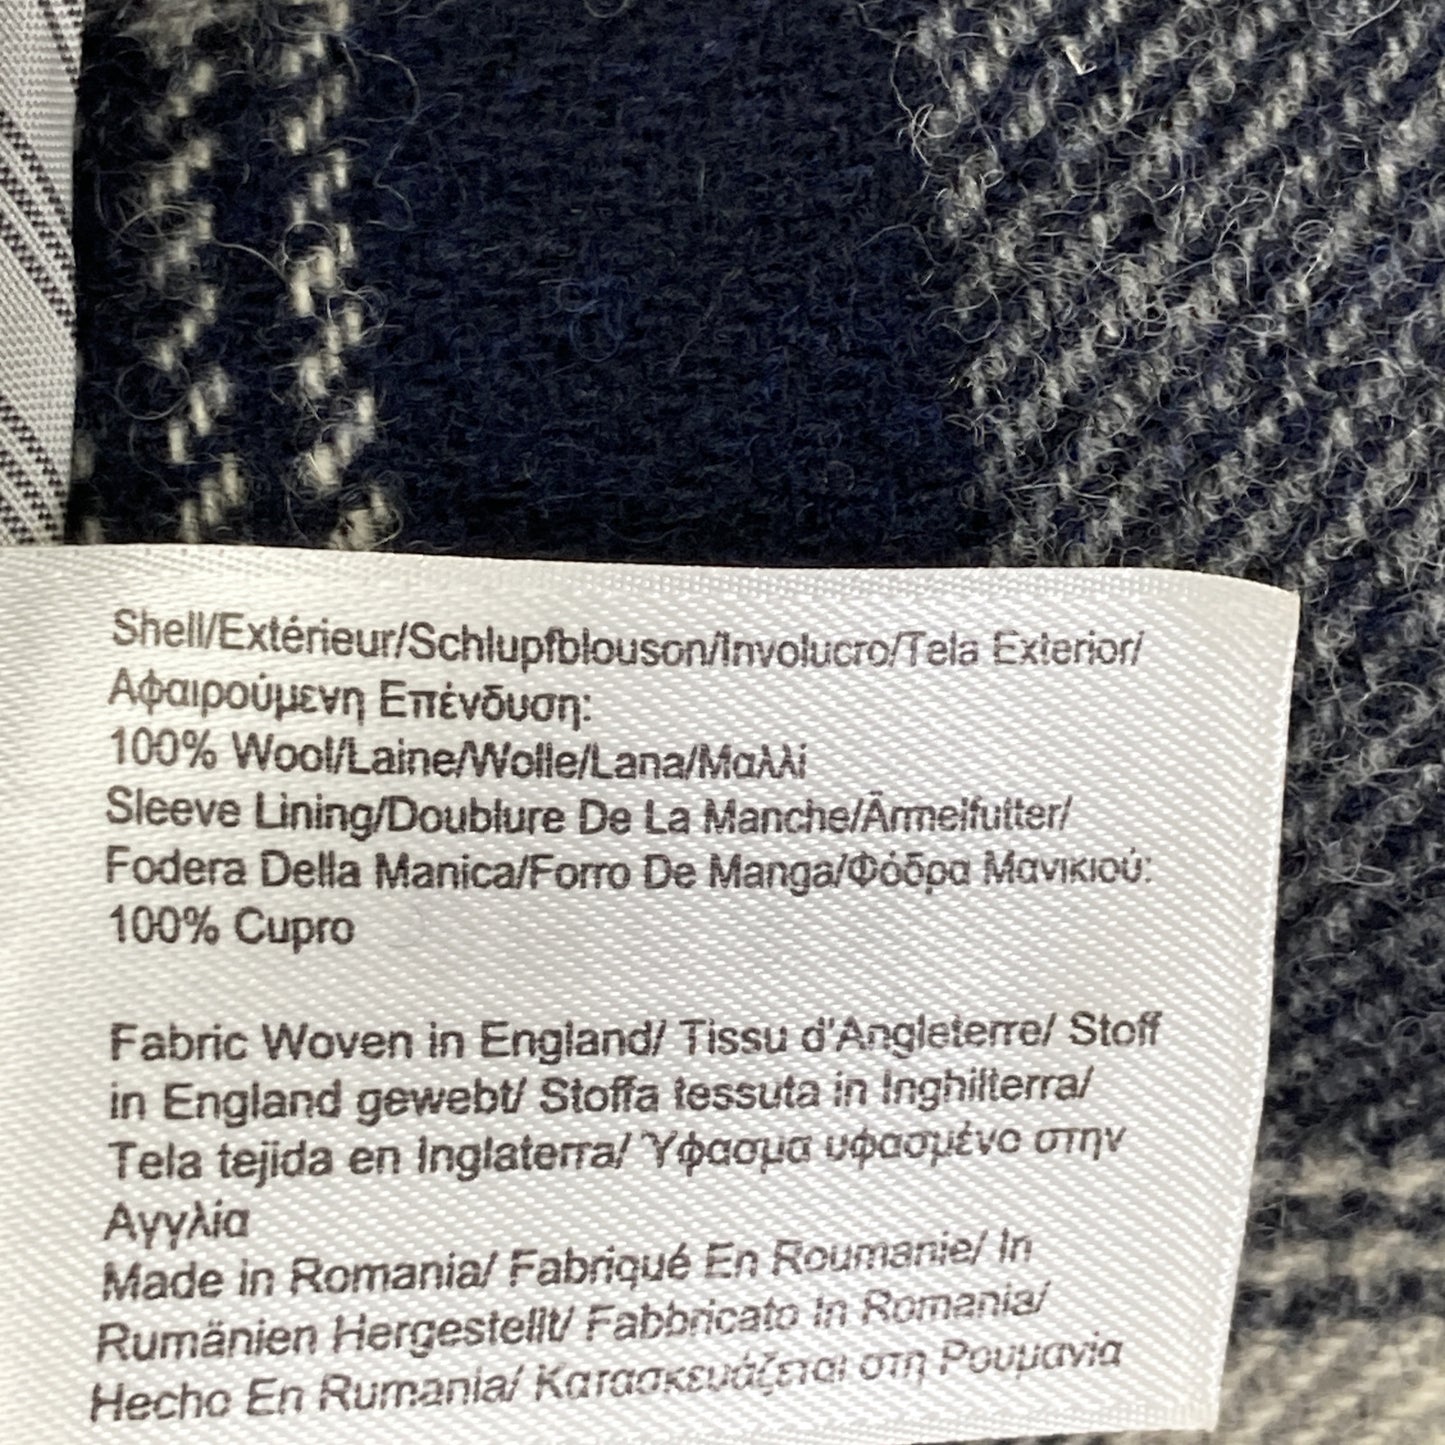 Shell/Extérieur/Schlupfblouson/Involucro/Tela Exterior/
Αφαιρούμενη Επένδυση:
100% Wool/Laine/Wolle/Lana/Μαλλί
Sleeve Lining/Doublure De La Manche/Ärmelfutter/
Fodera Della Manica/Forro De Manga/Φόδρα Μανικιού:
100% Cupro
Fabric Woven in England/ Tissu d'Angleterre/ Stoff
in England gewebt/ Stoffa tessuta in Inghilterra/
Tela tejida en Inglaterra/ Ύφασμα υφασμένο στην
Αγγλία
Made in Romania/ Fabriqué En Roumanie/ In
Rumänien Hergestellt/ Fabbricato In Romania/
Hecho En Rumania/ Κατασκευάζεται στη Ρουμανία